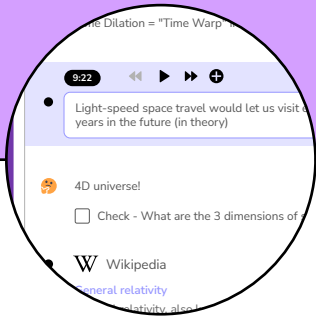 Dilation = "Time Warp"
9:22
Light-speed space travel would let us visit
years in the future (in theory)
4D universe!
Check - What are the 3 dimensions of
W Wikipedia
General relativity
relativity, also